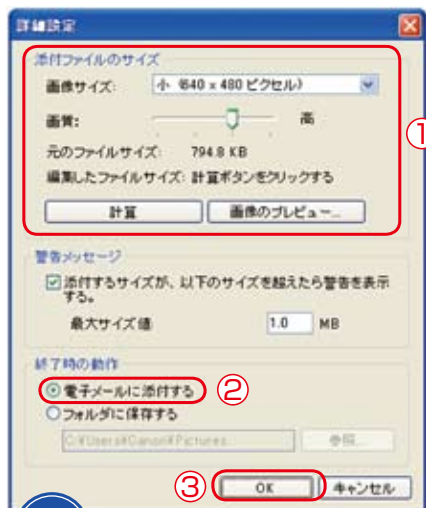 詳細設定
添付ファイルのサイズ
画像サイズ: 小 (640 x 480 ピクセル)
画質: 高
①
元のファイルサイズ: 794.8 KB
編集したファイルサイズ: 計算ボタンをクリックする
計算 画像のプレビュー...
警告メッセージ
添付するサイズが、以下のサイズを超えたら警告を表示
する。
最大サイズ値 1.0 MB
終了時の動作
電子メールに添付する ②
フォルダに保存する
C:¥Users¥Canon¥Pictures 参照...
③ OK キャンセル